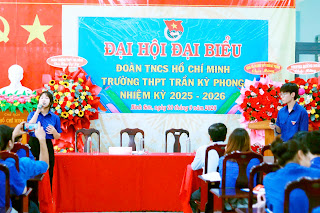 ĐẠI HỘI ĐẠI BIỂU
ĐOÀN TNCS HỒ CHÍ MINH
TRƯỜNG THPT TRẦN KỲ PHONG
NHIỆM KỲ 2025 - 2026